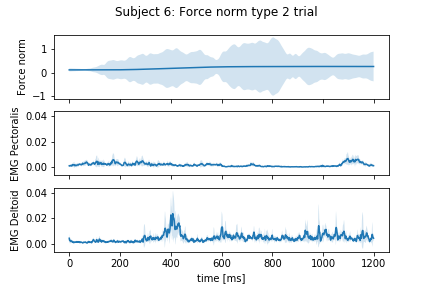 Subject 6: Force norm type 2 trial
Force norm
1
0
−1
EMG Pectoralis
0.04
0.02
0.00
EMG Deltoid
0.04
0.02
0.00
0 200 400 600 800 1000 1200
time [ms]